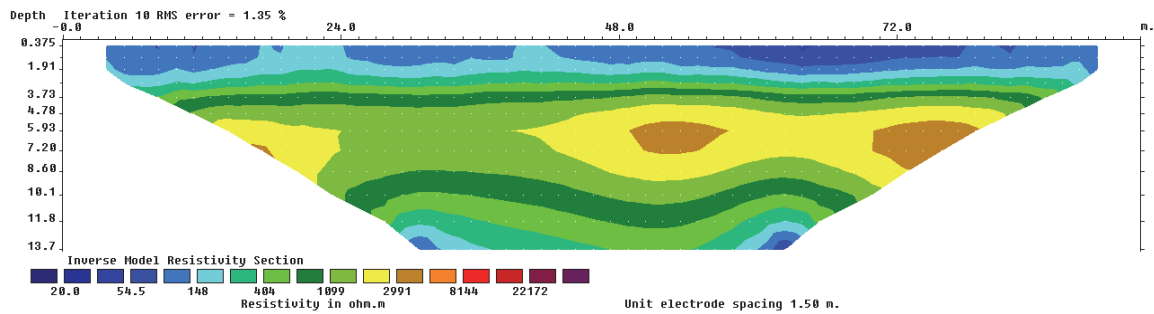 Depth Iteration 10 RMS error = 1.35 %
-0.0 24.0 48.0 72.0 m.
0.375
1.91
3.73
4.78
5.93
7.20
8.60
10.1
11.8
13.7
Inverse Model Resistivity Section
20.0 54.5 148 404 1099 2991 8144 22172
Resistivity in ohm.m Unit electrode spacing 1.50 m.